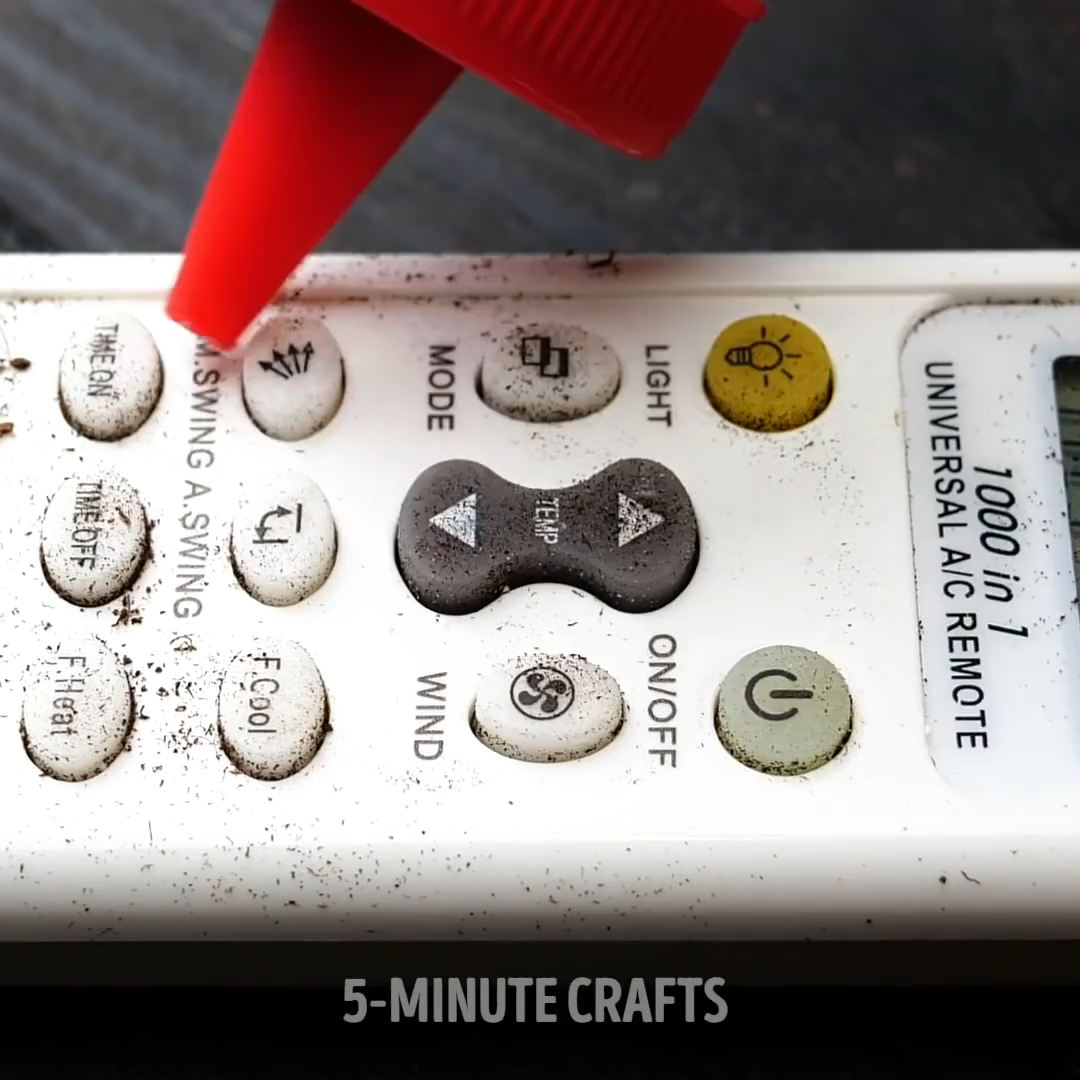 TIME ON
M.SWING A.SWING
MODE
LIGHT
TIME OFF
TEMP
F.Heat
F.Cool
WIND
ON/OFF
1000 in 1
UNIVERSAL A/C REMOTE
5-MINUTE CRAFTS